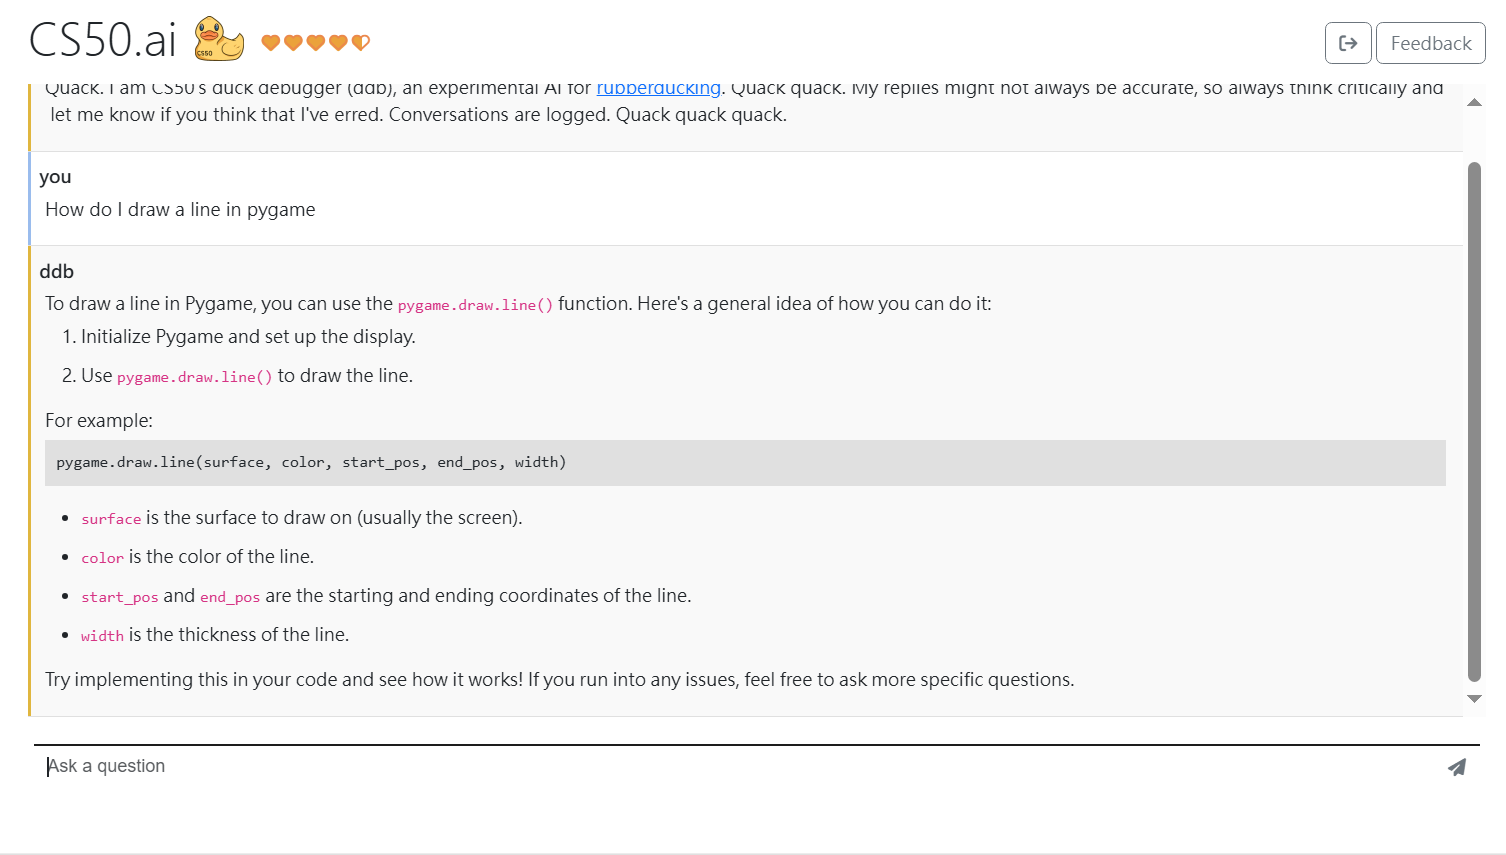 CS50.ai
CS50
Feedback
Quack. I am CS50's duck debugger (ddb), an experimental AI for rubberducking. Quack quack. My replies might not always be accurate, so always think critically and
let me know if you think that I've erred. Conversations are logged. Quack quack quack.
you
How do I draw a line in pygame
ddb
To draw a line in Pygame, you can use the pygame.draw.line() function. Here's a general idea of how you can do it:
1. Initialize Pygame and set up the display.
2. Use pygame.draw.line() to draw the line.
For example:
pygame.draw.line(surface, color, start_pos, end_pos, width)
• surface is the surface to draw on (usually the screen).
• color is the color of the line.
• start_pos and end_pos are the starting and ending coordinates of the line.
• width is the thickness of the line.
Try implementing this in your code and see how it works! If you run into any issues, feel free to ask more specific questions.
Ask a question